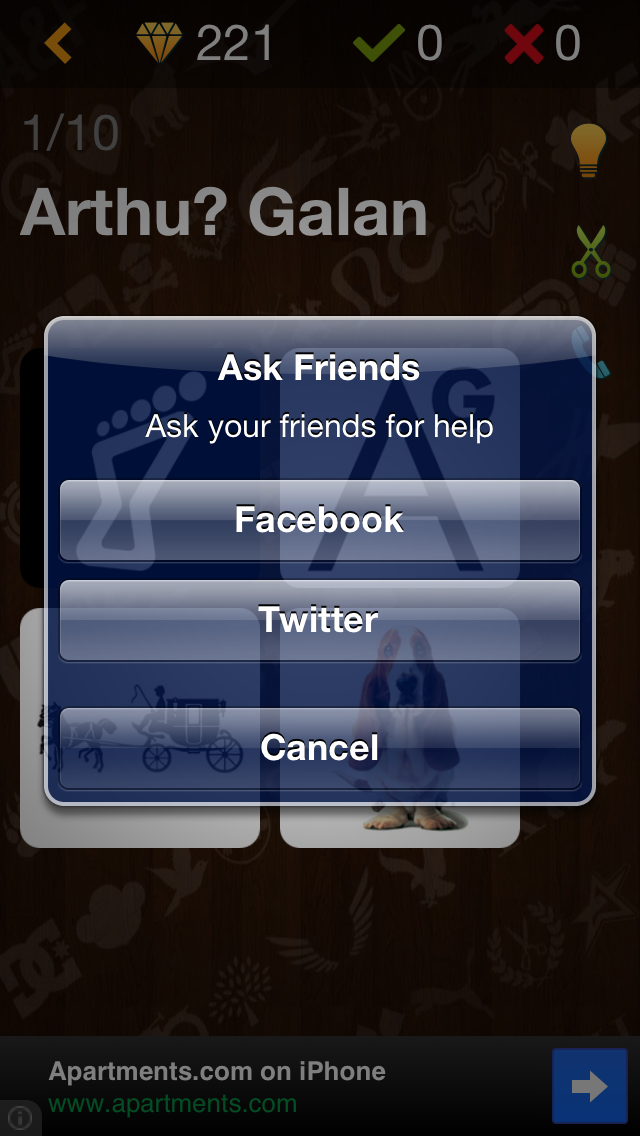 221 0 0
1/10
Arthu? Galan
Ask Friends
Ask your friends for help
AG
Facebook
Twitter
Cancel
Apartments.com on iPhone
www.apartments.com